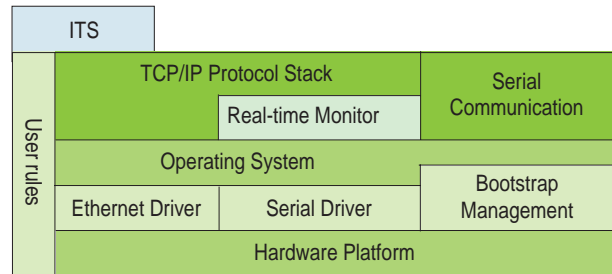 ITS
User rules
TCP/IP Protocol Stack
Real-time Monitor
Serial
Communication
Operating System
Ethernet Driver
Serial Driver
Bootstrap
Management
Hardware Platform